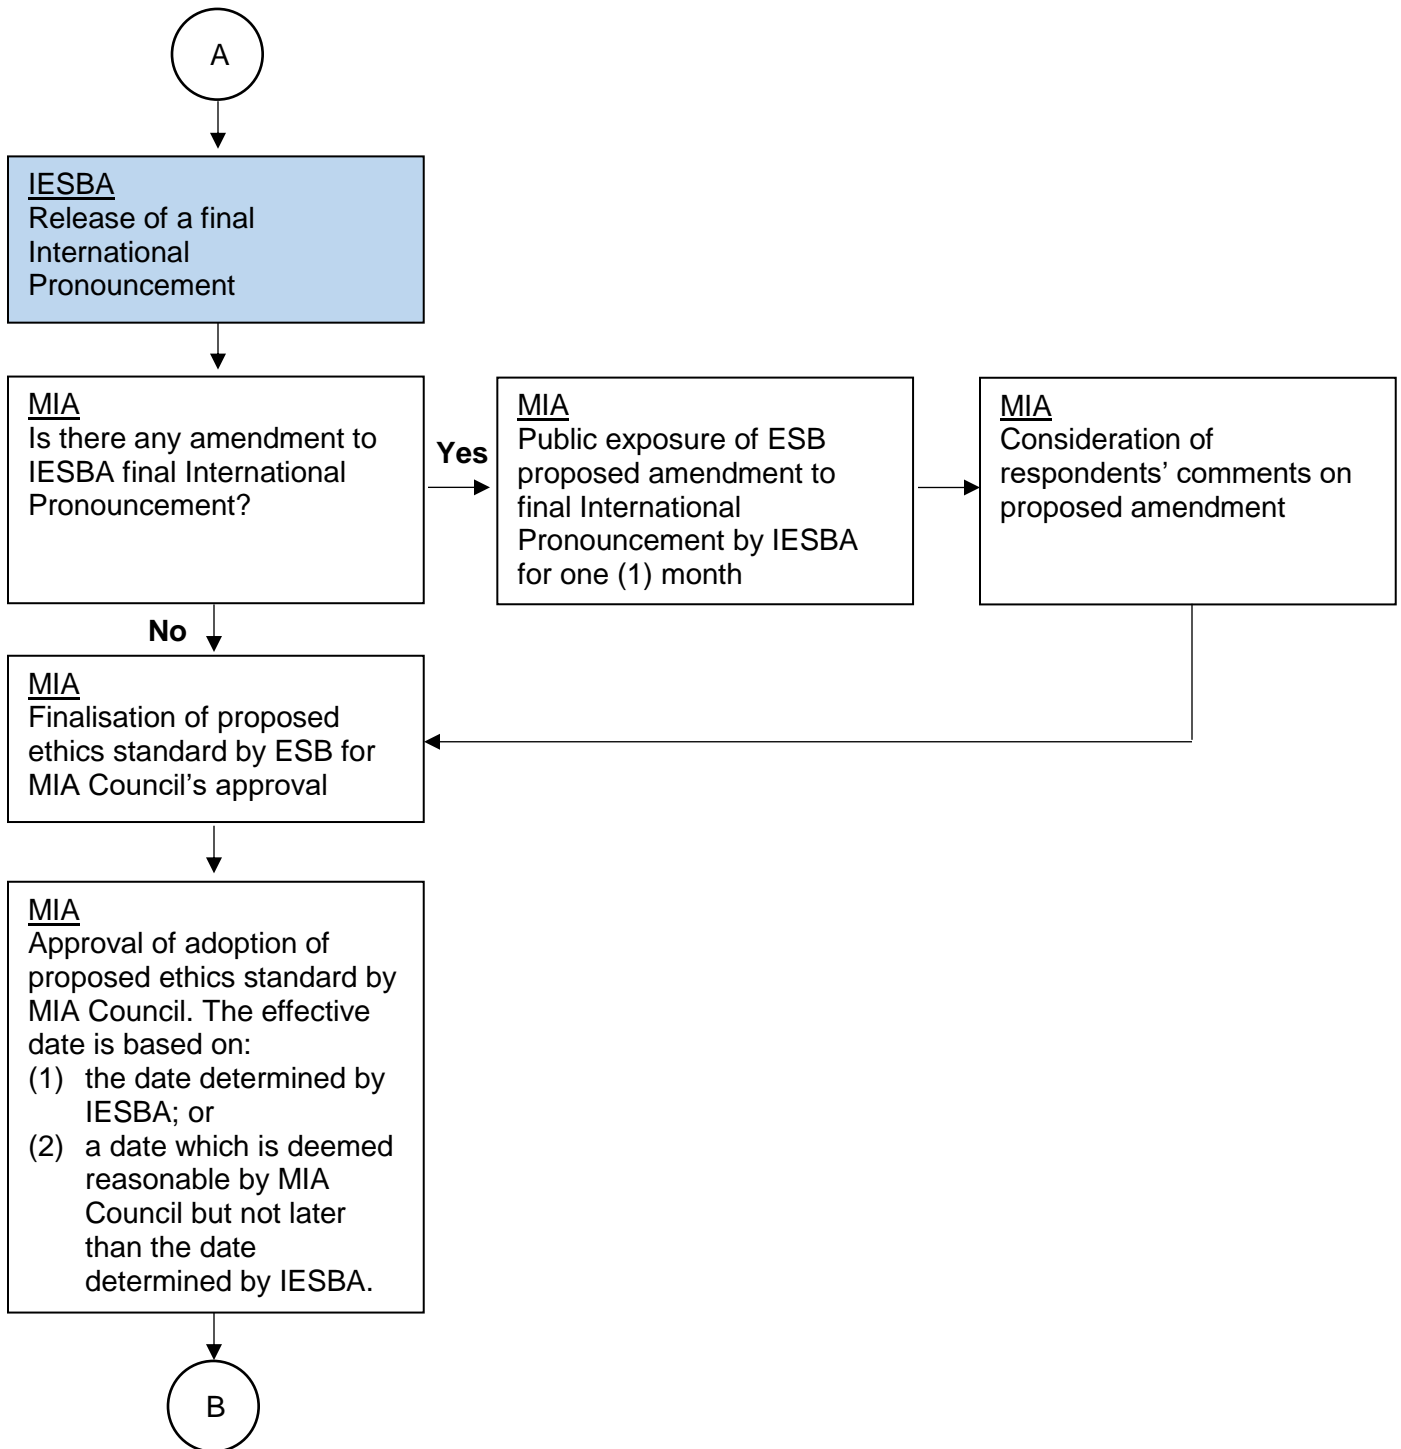 A
IESBA
Release of a final
International
Pronouncement
MIA
Is there any amendment to
IESBA final International
Pronouncement?
Yes
MIA
Public exposure of ESB
proposed amendment to
final International
Pronouncement by IESBA
for one (1) month
MIA
Consideration of
respondents’ comments on
proposed amendment
No
MIA
Finalisation of proposed
ethics standard by ESB for
MIA Council’s approval
MIA
Approval of adoption of
proposed ethics standard by
MIA Council. The effective
date is based on:
(1) the date determined by
IESBA; or
(2) a date which is deemed
reasonable by MIA
Council but not later
than the date
determined by IESBA.
B